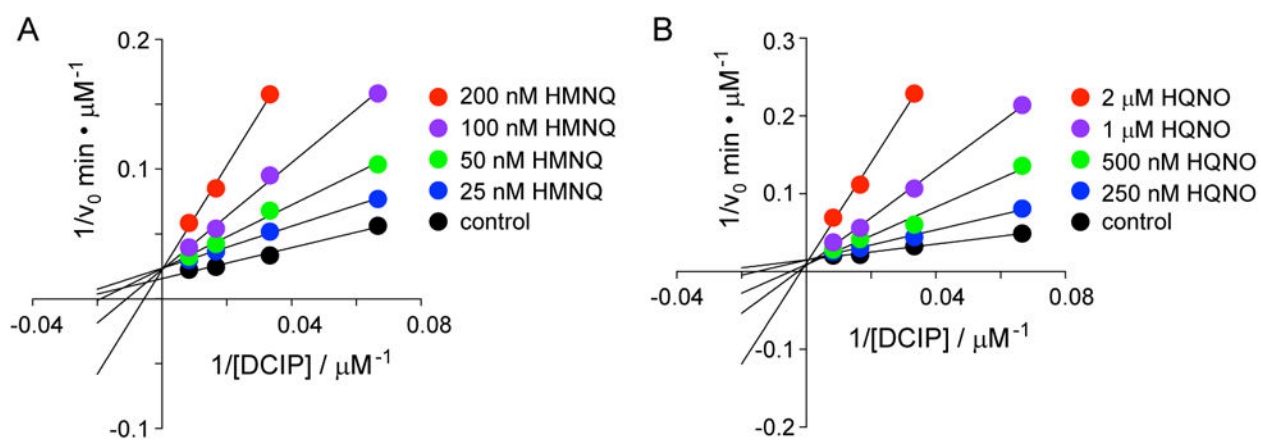 A
0.2
0.1
-0.1
-0.04
0.04
0.08
1/v₀ min • µM⁻¹
1/[DCIP] / µM⁻¹
200 nM HMNQ
100 nM HMNQ
50 nM HMNQ
25 nM HMNQ
control
B
0.3
0.2
0.1
-0.1
-0.2
-0.04
0.04
0.08
1/v₀ min • µM⁻¹
1/[DCIP] / µM⁻¹
2 µM HQNO
1 µM HQNO
500 nM HQNO
250 nM HQNO
control